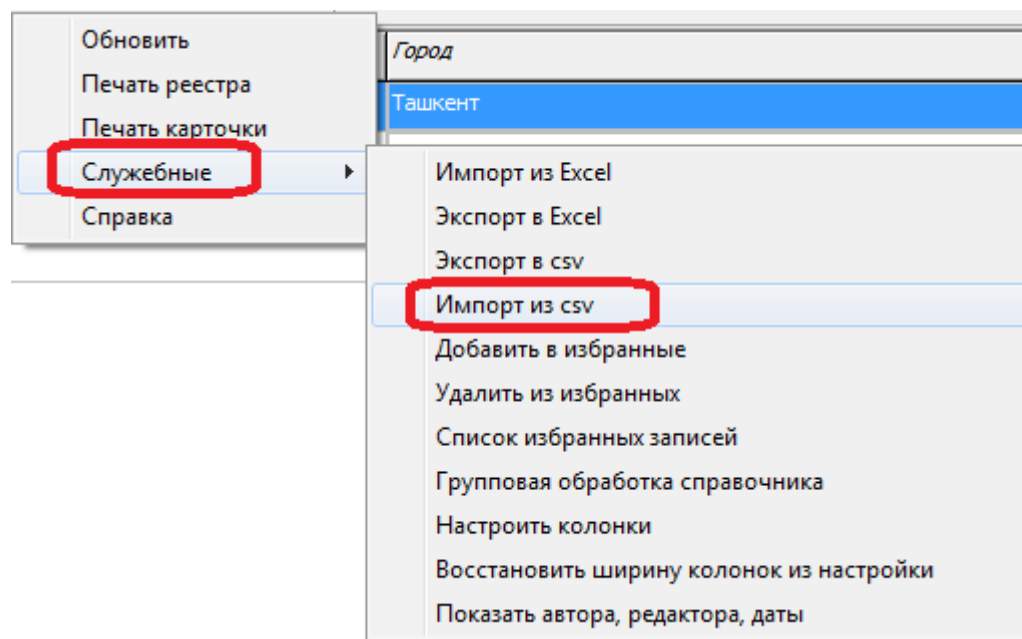 Обновить
Печать реестра
Печать карточки
Служебные
Справка
Город
Ташкент
Импорт из Excel
Экспорт в Excel
Экспорт в csv
Импорт из csv
Добавить в избранные
Удалить из избранных
Список избранных записей
Групповая обработка справочника
Настроить колонки
Восстановить ширину колонок из настройки
Показать автора, редактора, даты